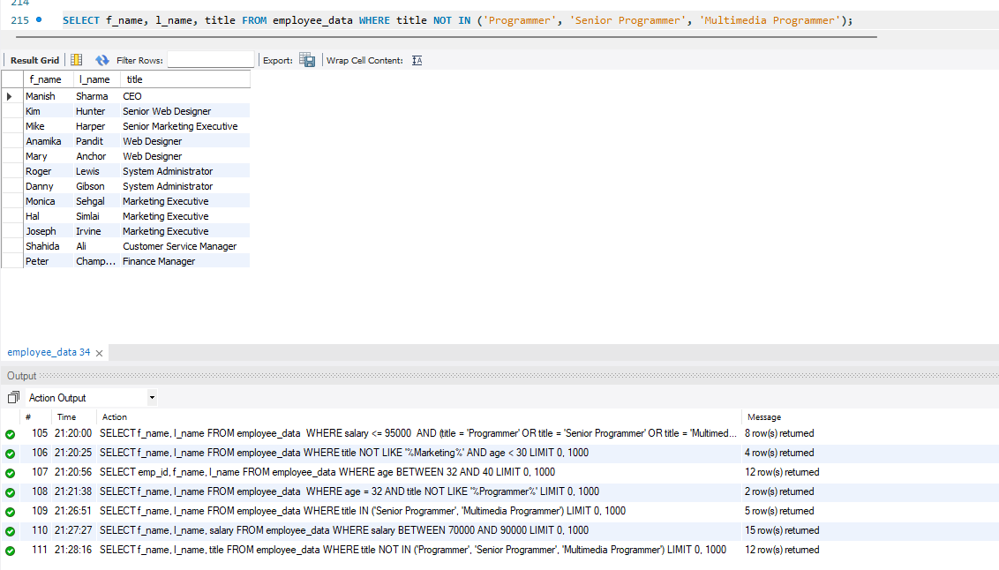 214
215 SELECT f_name, l_name, title FROM employee_data WHERE title NOT IN ('Programmer', 'Senior Programmer', 'Multimedia Programmer');
Result Grid Filter Rows: Export: Wrap Cell Content: IA
f_name l_name title
Manish Sharma CEO
Kim Hunter Senior Web Designer
Mike Harper Senior Marketing Executive
Anamika Pandit Web Designer
Mary Anchor Web Designer
Roger Lewis System Administrator
Danny Gibson System Administrator
Monica Sehgal Marketing Executive
Hal Simlai Marketing Executive
Joseph Irvine Marketing Executive
Shahida Ali Customer Service Manager
Peter Champ... Finance Manager
employee_data 34
Output
Action Output
# Time Action Message
105 21:20:00 SELECT f_name, l_name FROM employee_data  WHERE salary <= 95000  AND (title = 'Programmer' OR title = 'Senior Programmer' OR title = 'Multimed... 8 row(s) returned
106 21:20:25 SELECT f_name, l_name FROM employee_data WHERE title NOT LIKE '%Marketing%' AND age < 30 LIMIT 0, 1000 4 row(s) returned
107 21:20:56 SELECT emp_id, f_name, l_name FROM employee_data WHERE age BETWEEN 32 AND 40 LIMIT 0, 1000 12 row(s) returned
108 21:21:38 SELECT f_name, l_name FROM employee_data  WHERE age = 32 AND title NOT LIKE '%Programmer%' LIMIT 0, 1000 2 row(s) returned
109 21:26:51 SELECT f_name, l_name FROM employee_data WHERE title IN ('Senior Programmer', 'Multimedia Programmer') LIMIT 0, 1000 5 row(s) returned
110 21:27:27 SELECT f_name, l_name, salary FROM employee_data WHERE salary BETWEEN 70000 AND 90000 LIMIT 0, 1000 15 row(s) returned
111 21:28:16 SELECT f_name, l_name, title FROM employee_data WHERE title NOT IN ('Programmer', 'Senior Programmer', 'Multimedia Programmer') LIMIT 0, 1000 12 row(s) returned